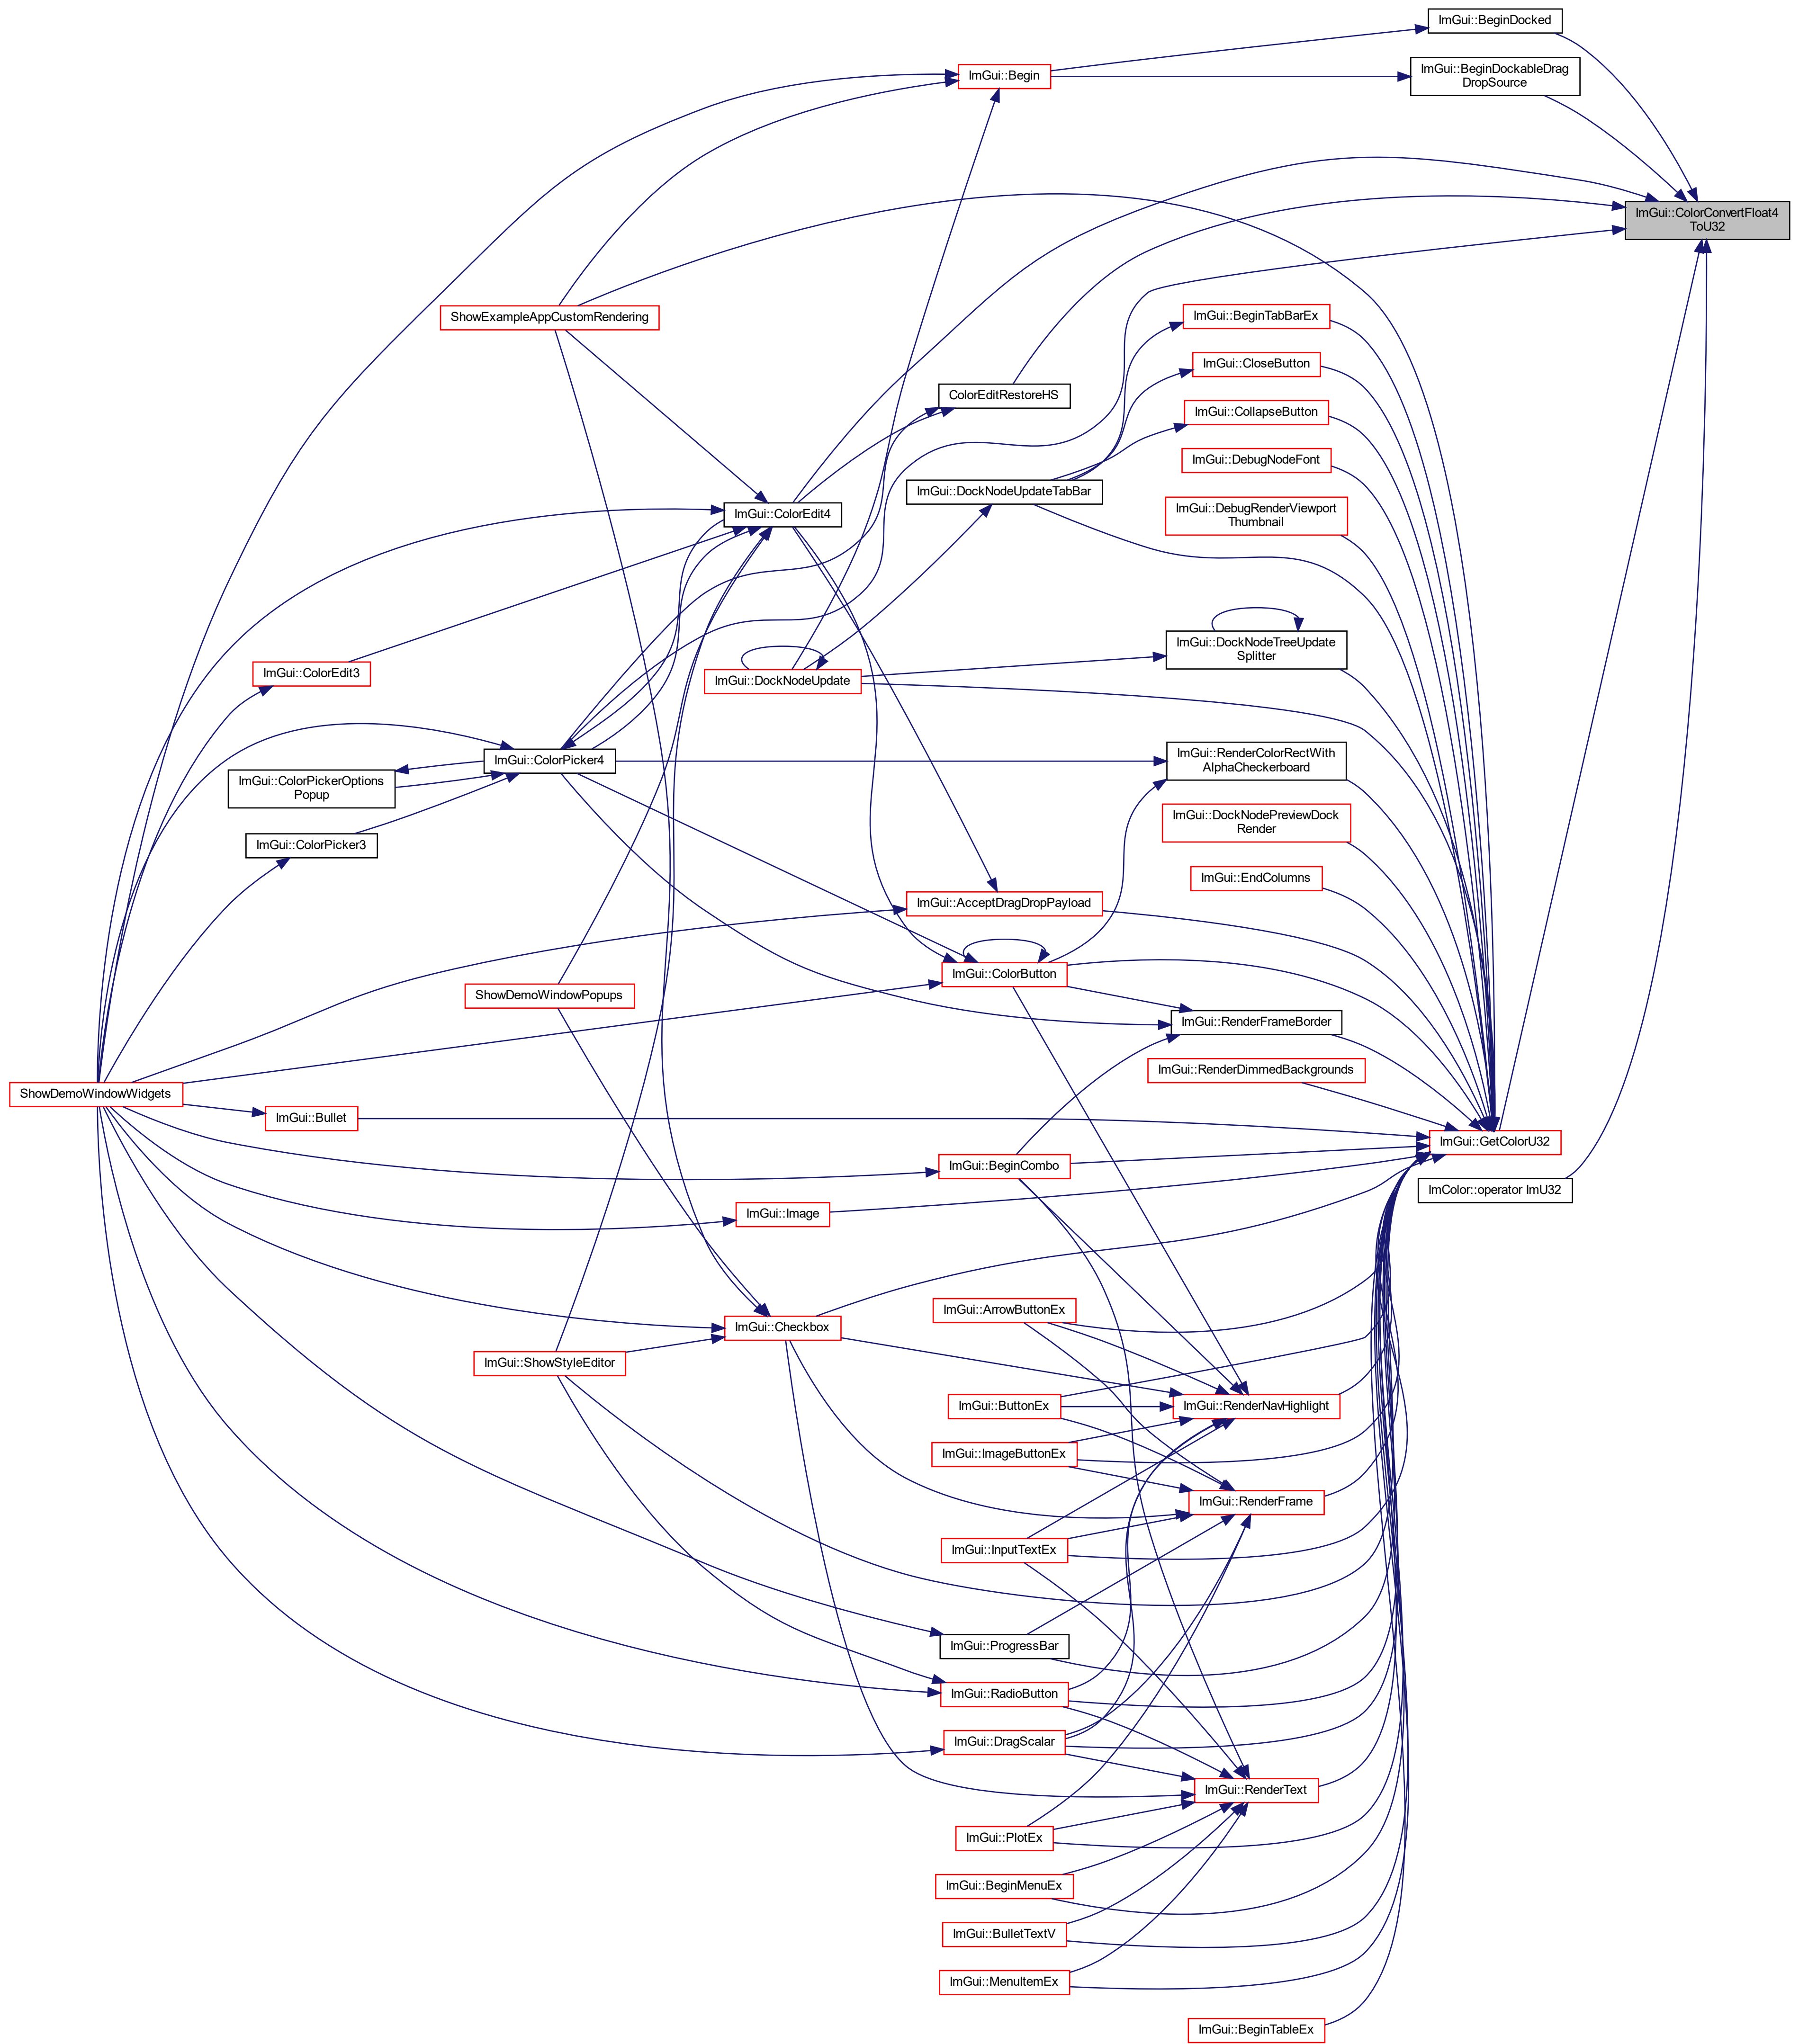 ImGui::BeginDocked
ImGui::BeginDockableDrag
DropSource
ImGui::Begin
ImGui::ColorConvertFloat4
ToU32
ShowExampleAppCustomRendering
ImGui::BeginTabBarEx
ImGui::CloseButton
ColorEditRestoreHS
ImGui::CollapseButton
ImGui::DebugNodeFont
ImGui::DockNodeUpdateTabBar
ImGui::ColorEdit4
ImGui::DebugRenderViewport
Thumbnail
ImGui::DockNodeTreeUpdate
Splitter
ImGui::ColorEdit3
ImGui::DockNodeUpdate
ImGui::ColorPicker4
ImGui::RenderColorRectWith
AlphaCheckerboard
ImGui::ColorPickerOptions
Popup
ImGui::DockNodePreviewDock
Render
ImGui::ColorPicker3
ImGui::EndColumns
ImGui::AcceptDragDropPayload
ImGui::ColorButton
ShowDemoWindowPopups
ImGui::RenderFrameBorder
ImGui::RenderDimmedBackgrounds
ShowDemoWindowWidgets
ImGui::Bullet
ImGui::GetColorU32
ImGui::BeginCombo
ImColor::operator ImU32
ImGui::Image
ImGui::ArrowButtonEx
ImGui::Checkbox
ImGui::ShowStyleEditor
ImGui::ButtonEx
ImGui::RenderNavHighlight
ImGui::ImageButtonEx
ImGui::RenderFrame
ImGui::InputTextEx
ImGui::ProgressBar
ImGui::RadioButton
ImGui::DragScalar
ImGui::RenderText
ImGui::PlotEx
ImGui::BeginMenuEx
ImGui::BulletTextV
ImGui::MenuItemEx
ImGui::BeginTableEx